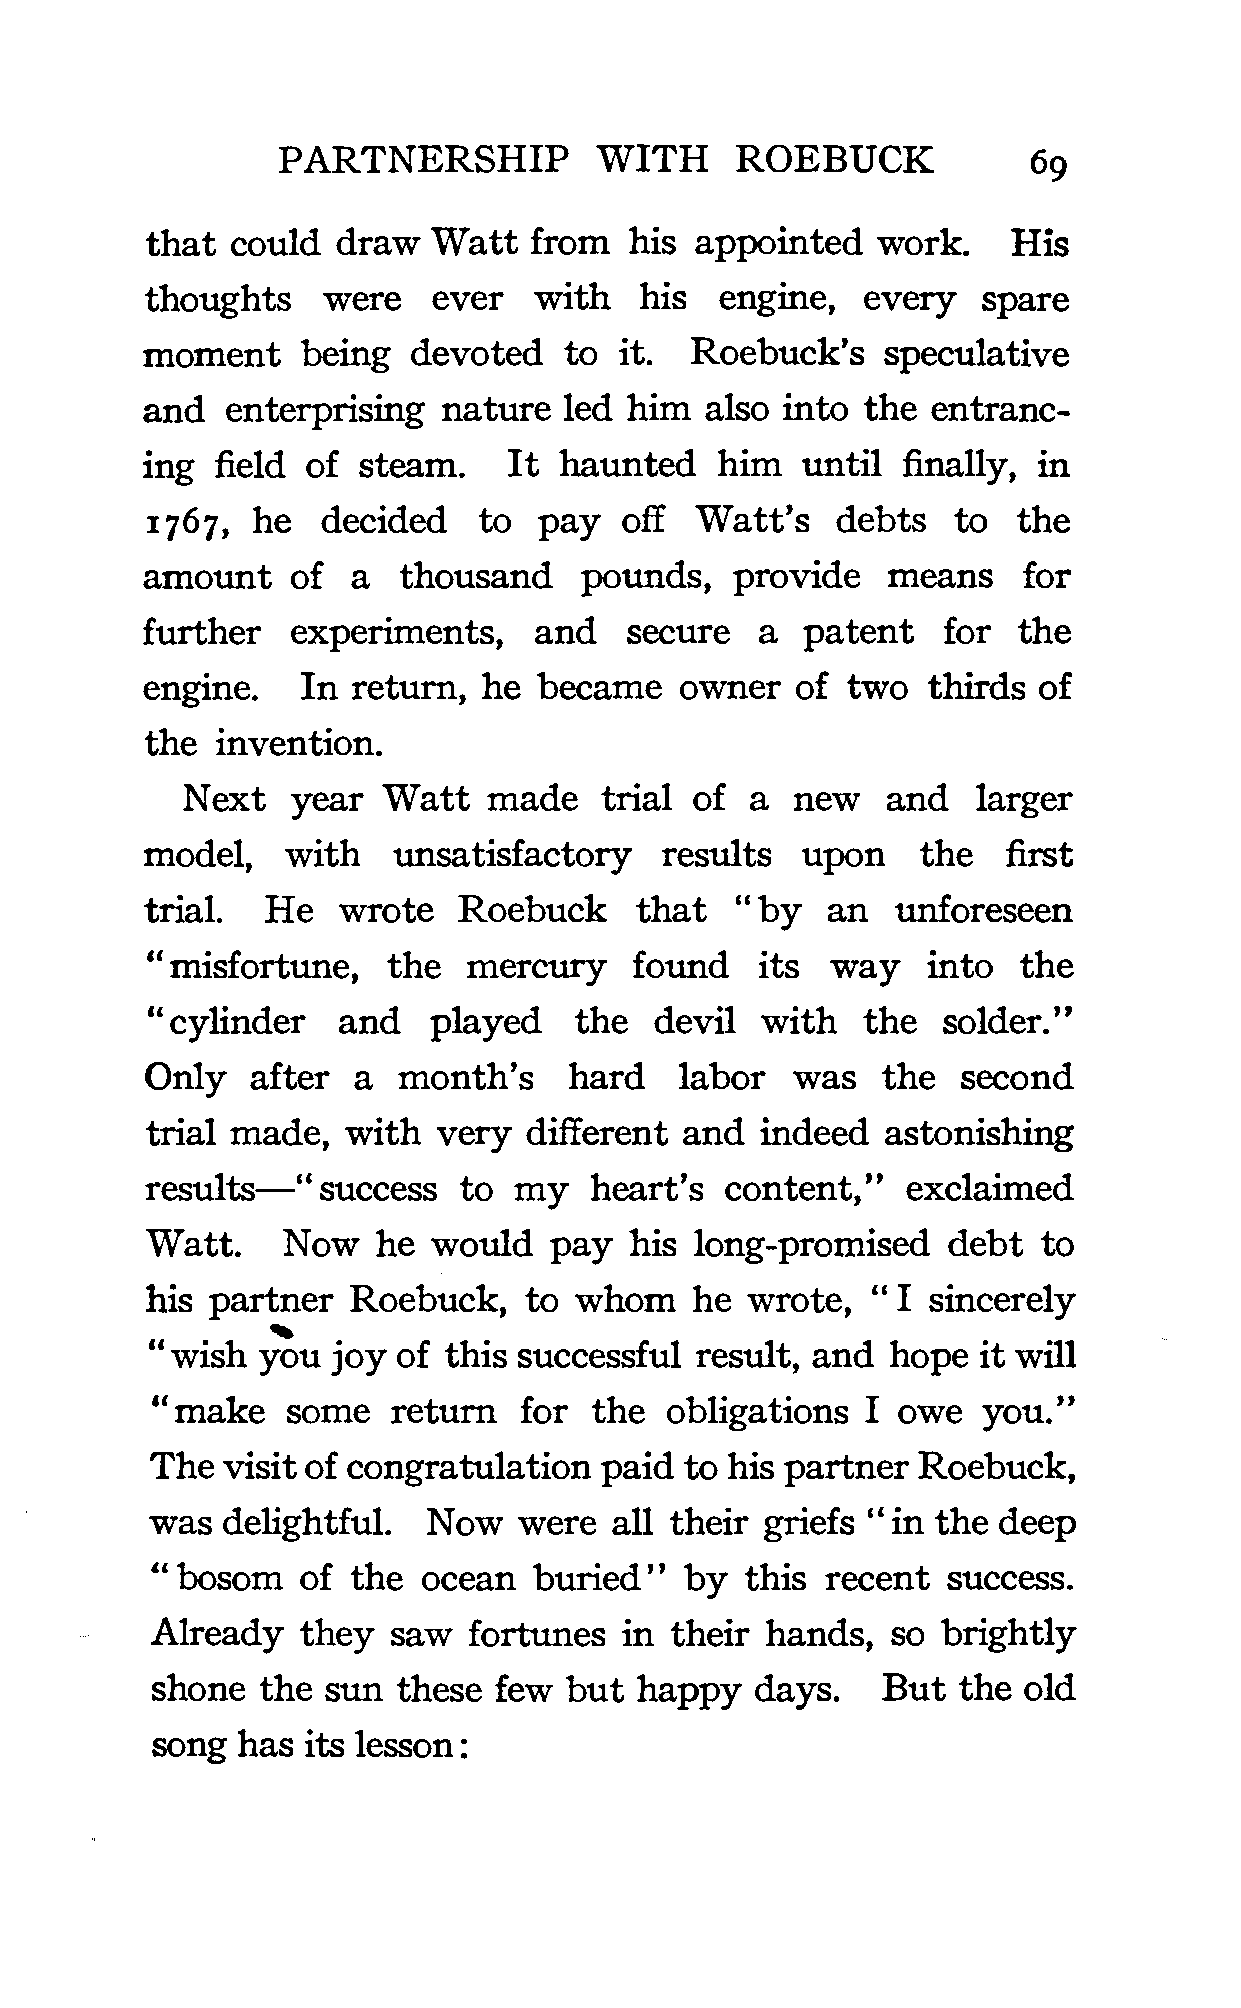 PARTNERSHIP WITH ROEBUCK 69
that could draw Watt from his appointed work. His
thoughts were ever with his engine, every spare
moment being devoted to it. Roebuck's speculative
and enterprising nature led him also into the entranc-
ing field of steam. It haunted him until finally, in
1767, he decided to pay off Watt's debts to the
amount of a thousand pounds, provide means for
further experiments, and secure a patent for the
engine. In return, he became owner of two thirds of
the invention.
Next year Watt made trial of a new and larger
model, with unsatisfactory results upon the first
trial. He wrote Roebuck that "by an unforeseen
"misfortune, the mercury found its way into the
"cylinder and played the devil with the solder."
Only after a month's hard labor was the second
trial made, with very different and indeed astonishing
results—"success to my heart's content," exclaimed
Watt. Now he would pay his long-promised debt to
his partner Roebuck, to whom he wrote, "I sincerely
"wish you joy of this successful result, and hope it will
"make some return for the obligations I owe you."
The visit of congratulation paid to his partner Roebuck,
was delightful. Now were all their griefs "in the deep
"bosom of the ocean buried" by this recent success.
Already they saw fortunes in their hands, so brightly
shone the sun these few but happy days. But the old
song has its lesson: